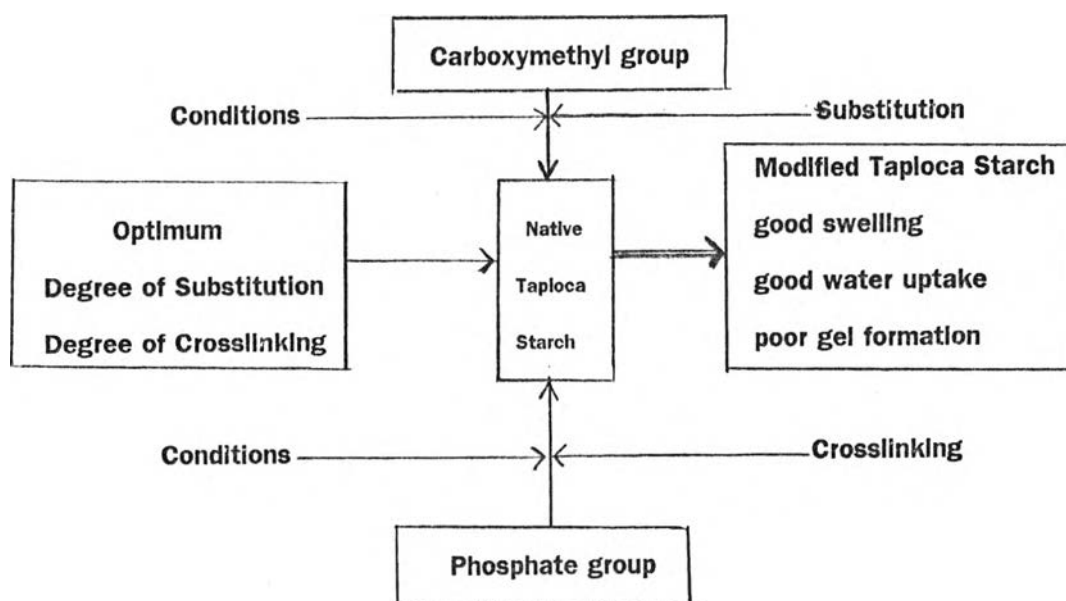 Carboxymethyl group
Conditions
Substitution
Optimum
Degree of Substitution
Degree of Crosslinking
Native
Tapioca
Starch
Modified Tapioca Starch
good swelling
good water uptake
poor gel formation
Conditions
Crosslinking
Phosphate group